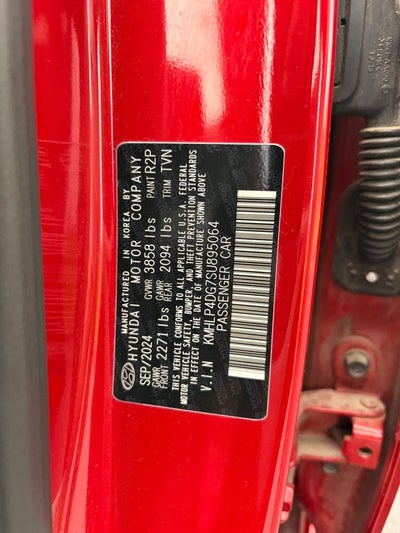 MANUFACTURED IN KOREA BY
HYUNDAI MOTOR COMPANY
SEP/2024 GVWR 3858 lbs PAINT R2P
GAWR FRONT 2271 lbs GAWR REAR 2094 lbs TRIM TVN
THIS VEHICLE CONFORMS TO ALL APPLICABLE U.S.A. FEDERAL
MOTOR VEHICLE SAFETY, BUMPER, AND THEFT PREVENTION STANDARDS
IN EFFECT ON THE DATE OF MANUFACTURE SHOWN ABOVE
V.I.N KMHLP4DG7SU895064
PASSENGER CAR